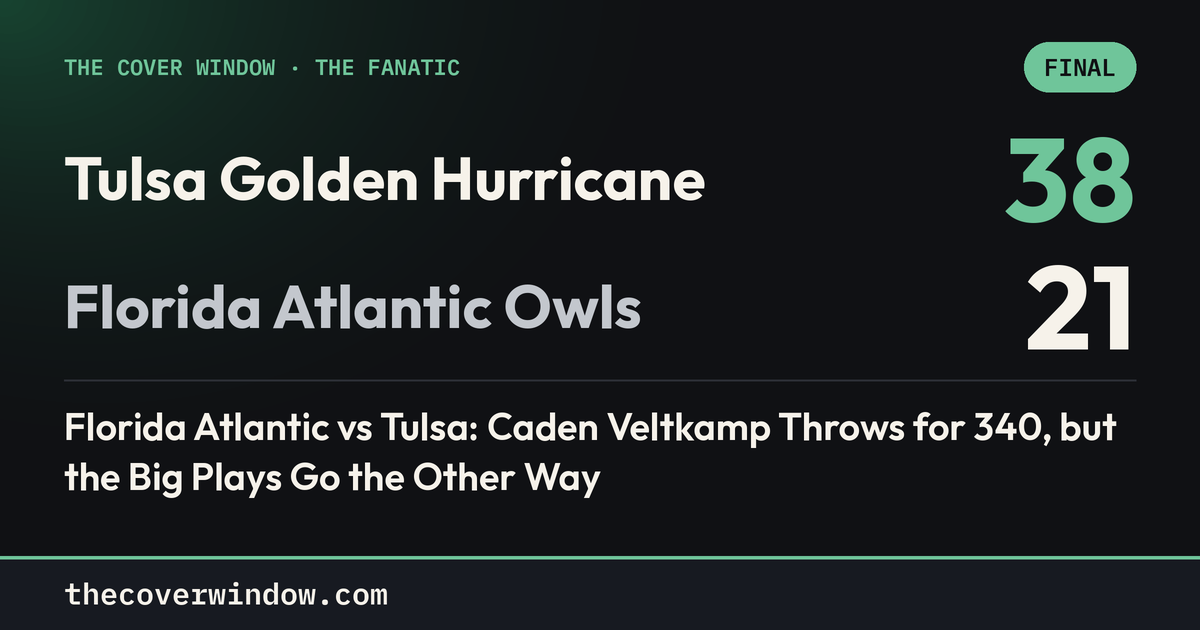 THE COVER WINDOW · THE FANATIC
FINAL
Tulsa Golden Hurricane
38
Florida Atlantic Owls
21
Florida Atlantic vs Tulsa: Caden Veltkamp Throws for 340, but
the Big Plays Go the Other Way
thecoverwindow.com